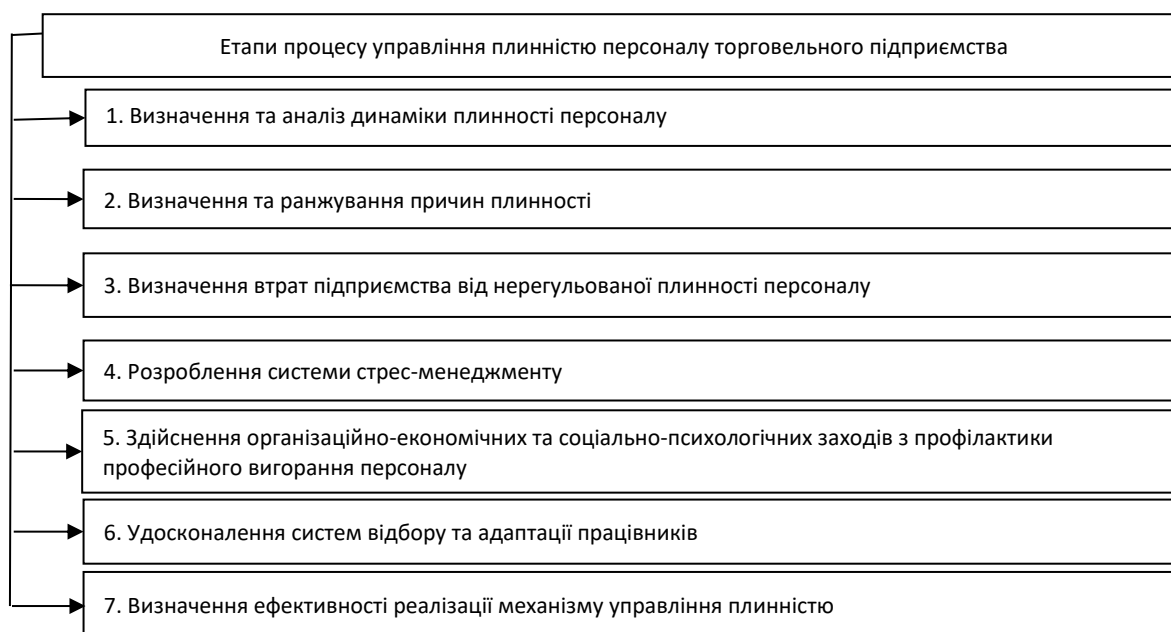 Етапи процесу управління плинністю персоналу торговельного підприємства
1. Визначення та аналіз динаміки плинності персоналу
2. Визначення та ранжування причин плинності
3. Визначення втрат підприємства від нерегульованої плинності персоналу
4. Розроблення системи стрес-менеджменту
5. Здійснення організаційно-економічних та соціально-психологічних заходів з профілактики
професійного вигорання персоналу
6. Удосконалення систем відбору та адаптації працівників
7. Визначення ефективності реалізації механізму управління плинністю